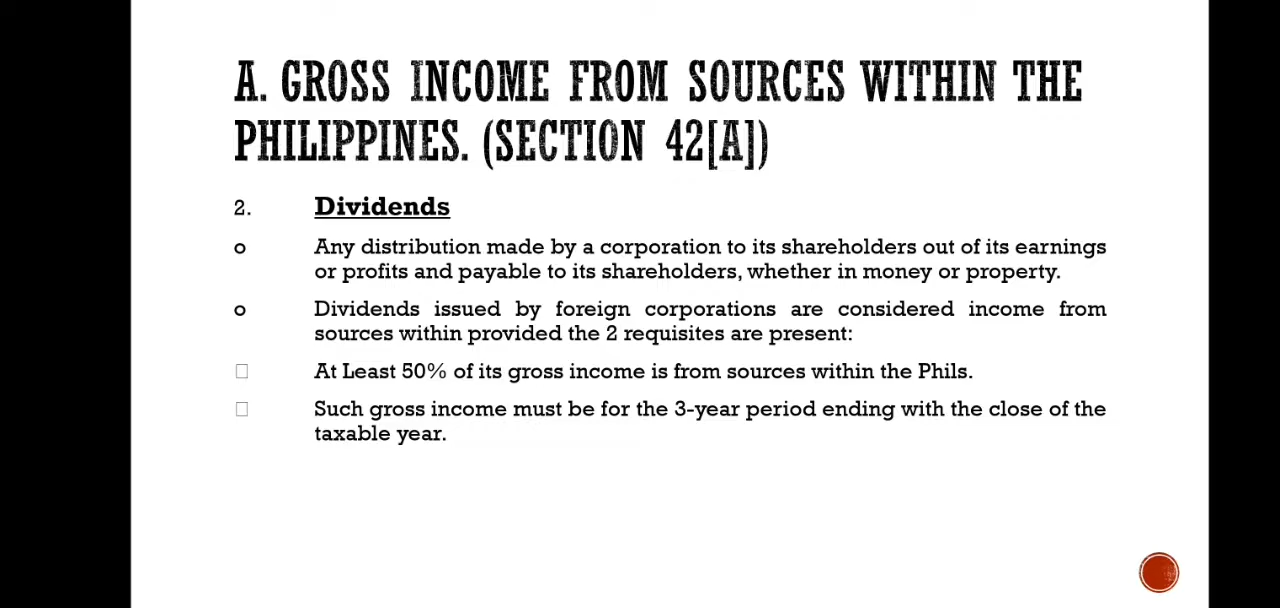 A. GROSS INCOME FROM SOURCES WITHIN THE
PHILIPPINES. (SECTION 42[A])
2. Dividends
o Any distribution made by a corporation to its shareholders out of its earnings
or profits and payable to its shareholders, whether in money or property.
o Dividends issued by foreign corporations are considered income from
sources within provided the 2 requisites are present:
□ At Least 50% of its gross income is from sources within the Phils.
□ Such gross income must be for the 3-year period ending with the close of the
taxable year.